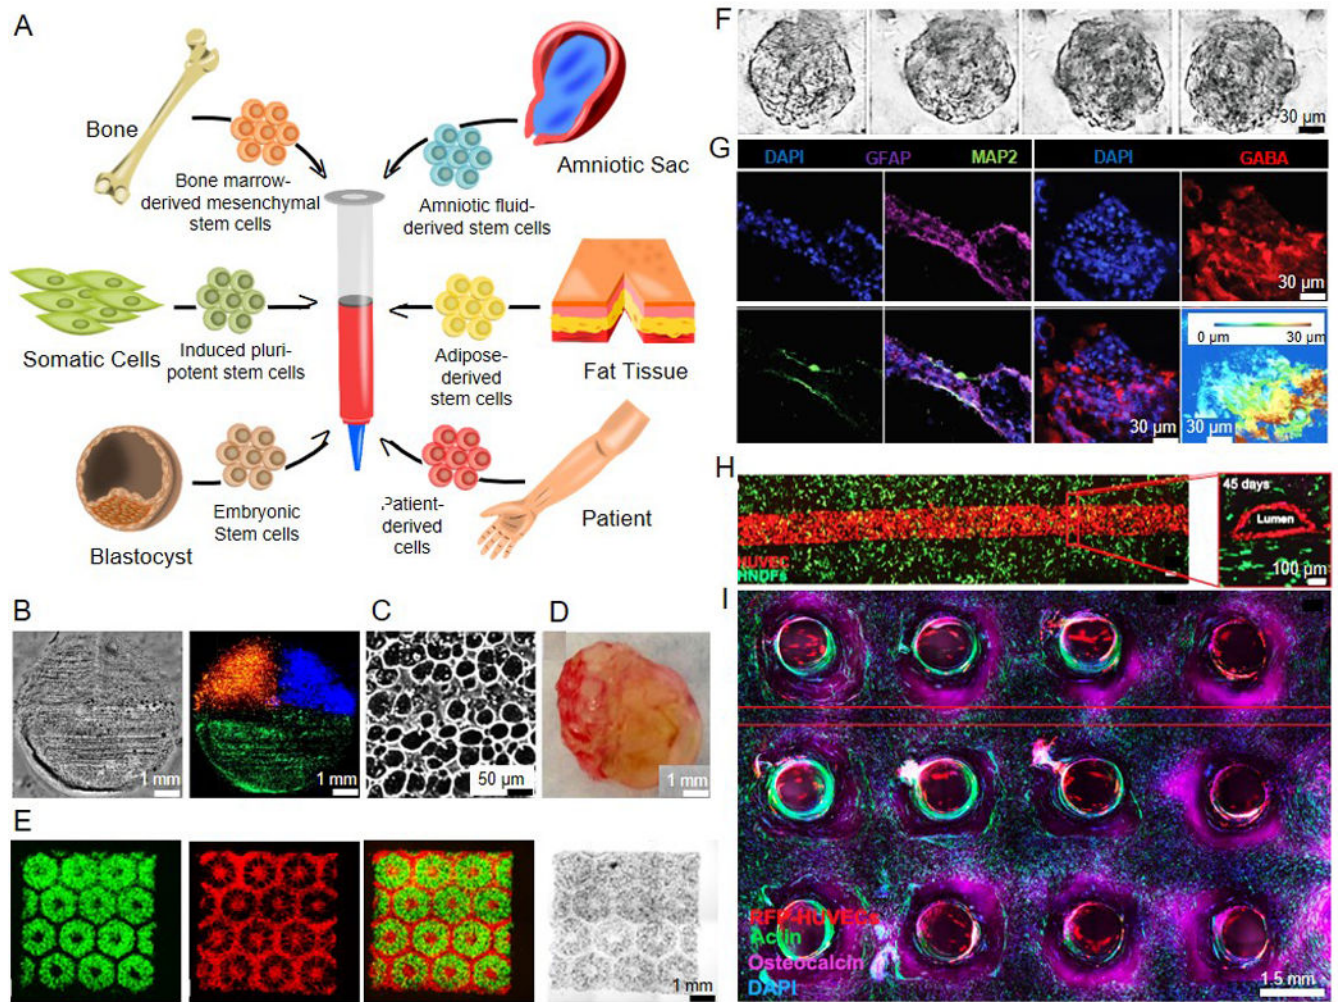 A
Bone
Bone marrow-
derived mesenchymal
stem cells
Amniotic Sac
Amniotic fluid-
derived stem cells
Somatic Cells
Induced pluri-
potent stem cells
Adipose-
derived
stem cells
Fat Tissue
Blastocyst
Embryonic
Stem cells
Patient-
derived
cells
Patient
B
1 mm
1 mm
C
50 µm
D
1 mm
E
1 mm
F
30 µm
G
DAPI GFAP MAP2 DAPI GABA
30 µm
0 µm 30 µm
30 µm
30 µm
H
HUVEC
HNDFs
45 days
Lumen
100 µm
I
RFP-HUVECs
Actin
Osteocalcin
DAPI
1.5 mm